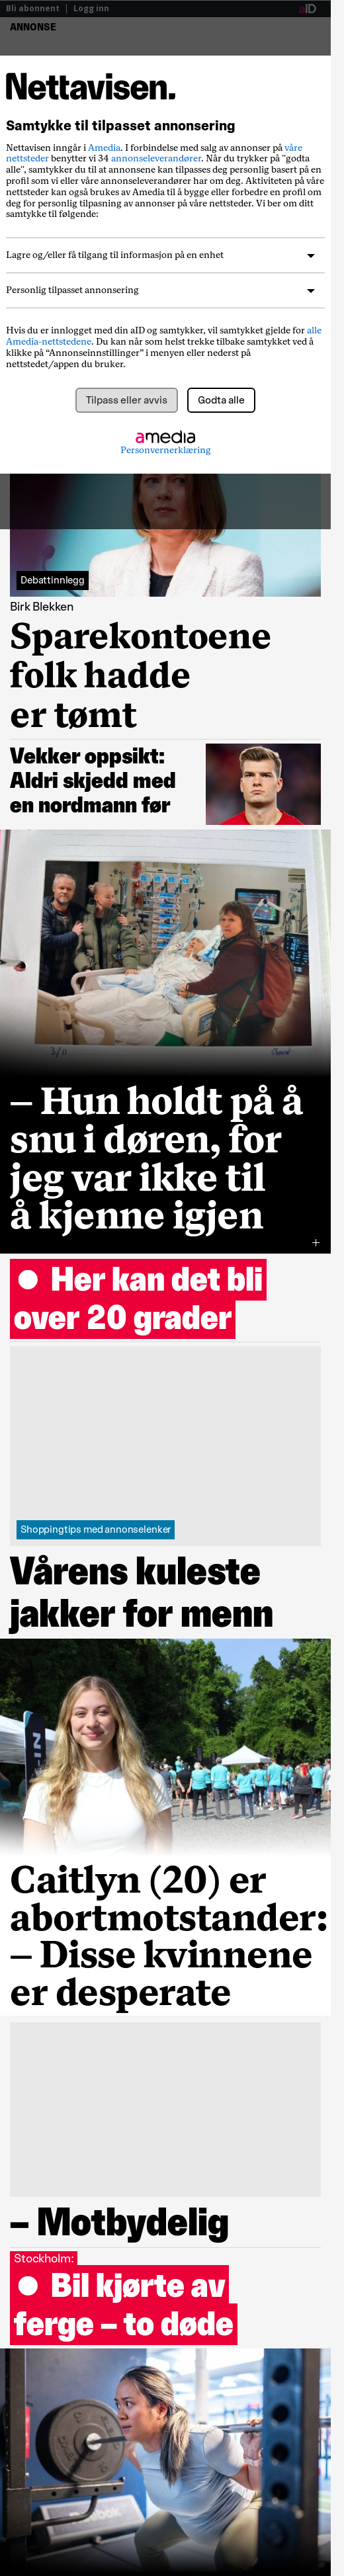 Bli abonnent | Logg inn
aID
ANNONSE
Nettavisen.
Samtykke til tilpasset annonsering
Nettavisen inngår i Amedia. I forbindelse med salg av annonser på våre
nettsteder benytter vi 34 annonseleverandører. Når du trykker på "godta
alle", samtykker du til at annonsene kan tilpasses deg personlig basert på en
profil som vi eller våre annonseleverandører har om deg. Aktiviteten på våre
nettsteder kan også brukes av Amedia til å bygge eller forbedre en profil om
deg for personlig tilpasning av annonser på våre nettsteder. Vi ber om ditt
samtykke til følgende:
Lagre og/eller få tilgang til informasjon på en enhet
Personlig tilpasset annonsering
Hvis du er innlogget med din aID og samtykker, vil samtykket gjelde for alle
Amedia-nettstedene. Du kan når som helst trekke tilbake samtykket ved å
klikke på “Annonseinnstillinger” i menyen eller nederst på
nettstedet/appen du bruker.
Tilpass eller avvis
Godta alle
amedia
Personvernerklæring
Debattinnlegg
Birk Blekken
Sparekontoene
folk hadde
er tømt
Vekker oppsikt:
Aldri skjedd med
en nordmann før
– Hun holdt på å
snu i døren, for
jeg var ikke til
å kjenne igjen
+
Her kan det bli
over 20 grader
Shoppingtips med annonselenker
Vårens kuleste
jakker for menn
Caitlyn (20) er
abortmotstander:
– Disse kvinnene
er desperate
– Motbydelig
Stockholm:
Bil kjørte av
ferge – to døde
Reebok